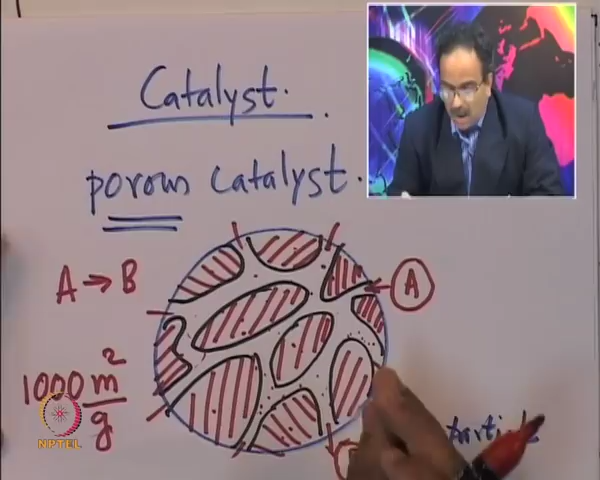 Catalyst.
porous catalyst.
A → B
A
1000 m²/g
NPTEL